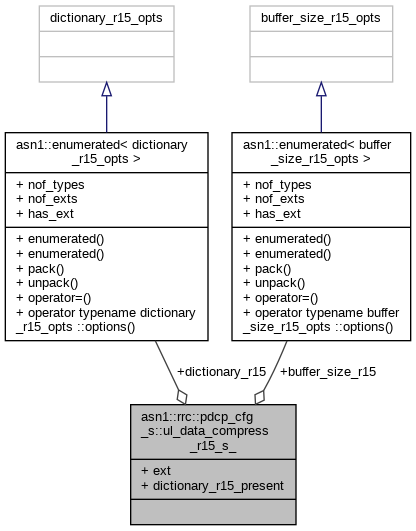 dictionary_r15_opts
buffer_size_r15_opts
asn1::enumerated< dictionary
_r15_opts >
+ nof_types
+ nof_exts
+ has_ext
+ enumerated()
+ enumerated()
+ pack()
+ unpack()
+ operator=()
+ operator typename dictionary
_r15_opts ::options()
asn1::enumerated< buffer
_size_r15_opts >
+ nof_types
+ nof_exts
+ has_ext
+ enumerated()
+ enumerated()
+ pack()
+ unpack()
+ operator=()
+ operator typename buffer
_size_r15_opts ::options()
+dictionary_r15
+buffer_size_r15
asn1::rrc::pdcp_cfg
_s::ul_data_compress
_r15_s_
+ ext
+ dictionary_r15_present